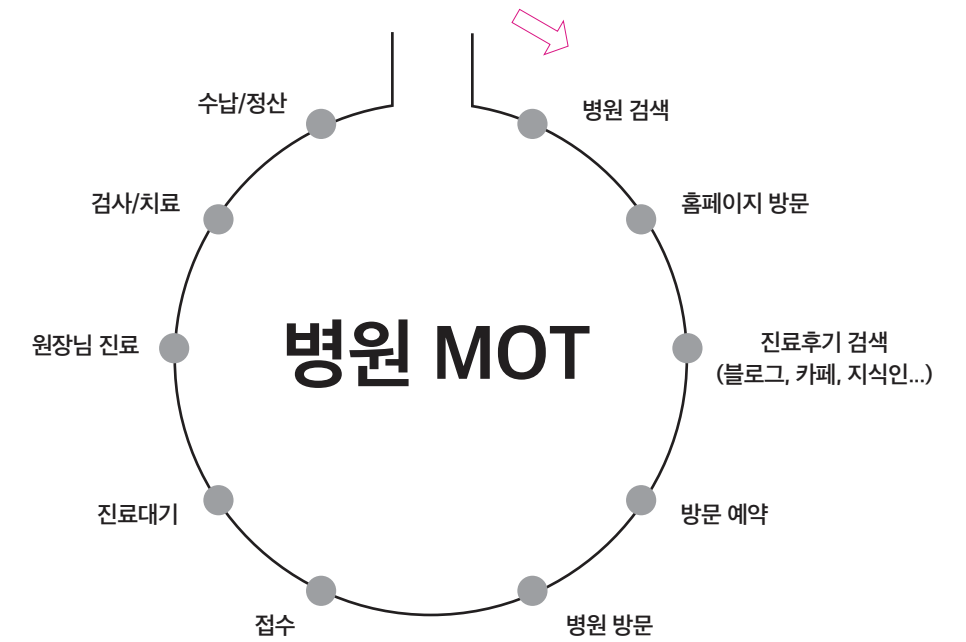 병원 MOT
병원 검색
홈페이지 방문
진료후기 검색
(블로그, 카페, 지식인...)
방문 예약
병원 방문
접수
진료대기
원장님 진료
검사/치료
수납/정산